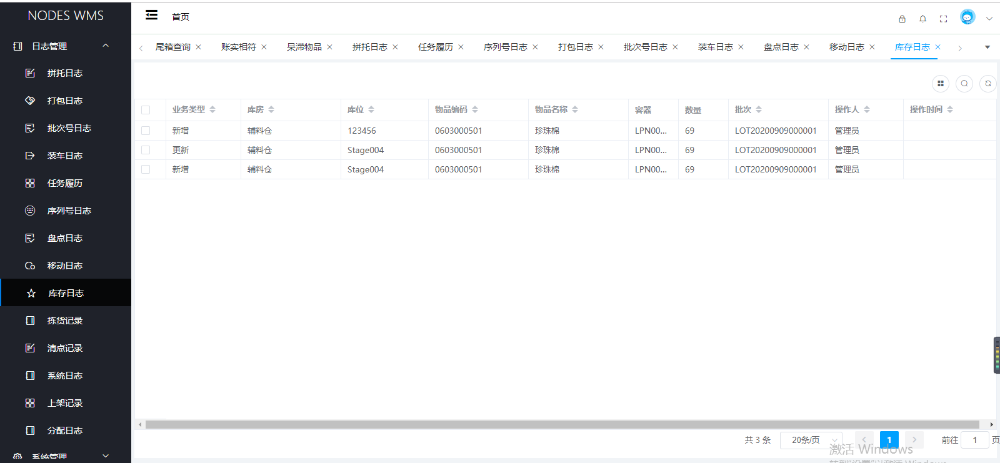 NODES WMS
首页
日志管理
拼托日志
打包日志
批次号日志
装车日志
任务履历
序列号日志
盘点日志
移动日志
库存日志
拣货记录
清点记录
系统日志
上架记录
分配日志
系统管理
尾箱查询 账实相符 呆滞物品 拼托日志 任务履历 序列号日志 打包日志 批次号日志 装车日志 盘点日志 移动日志 库存日志
业务类型 库房 库位 物品编码 物品名称 容器 数量 批次 操作人 操作时间
新增 辅料仓 123456 0603000501 珍珠棉 LPN00... 69 LOT20200909000001 管理员
更新 辅料仓 Stage004 0603000501 珍珠棉 LPN00... 69 LOT20200909000001 管理员
新增 辅料仓 Stage004 0603000501 珍珠棉 LPN00... 69 LOT20200909000001 管理员
共 3 条 20条/页 1 前往 1 页
激活 Windows
转到"设置"以激活 Windows